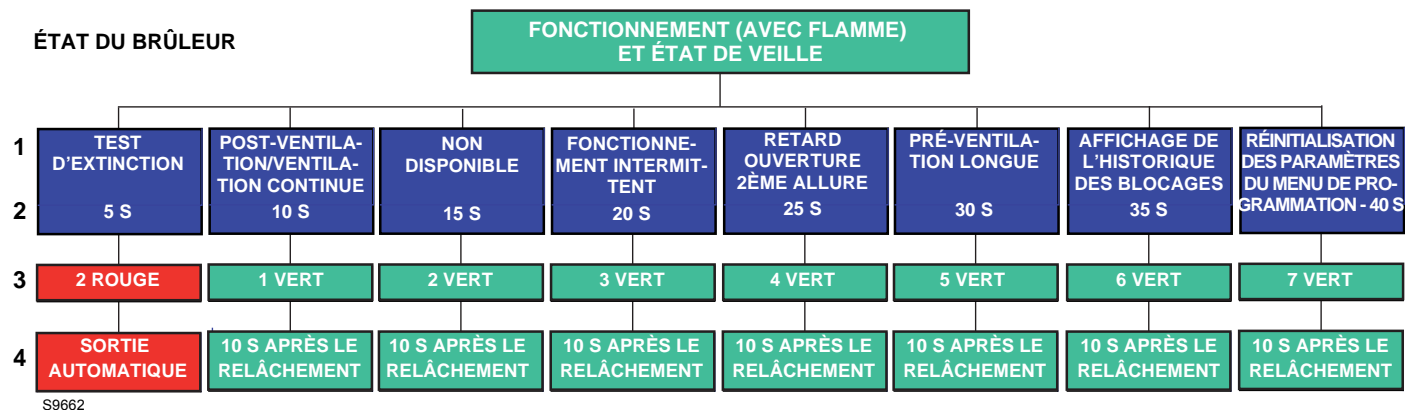 ÉTAT DU BRÛLEUR
FONCTIONNEMENT (AVEC FLAMME)
ET ÉTAT DE VEILLE
1
2
TEST
D'EXTINCTION
5 S
POST-VENTILA-
TION/VENTILA-
TION CONTINUE
10 S
NON
DISPONIBLE
15 S
FONCTIONNE-
MENT INTERMIT-
TENT
20 S
RETARD
OUVERTURE
2ÈME ALLURE
25 S
PRÉ-VENTILA-
TION LONGUE
30 S
AFFICHAGE DE
L'HISTORIQUE
DES BLOCAGES
35 S
RÉINITIALISATION
DES PARAMÈTRES
DU MENU DE PRO-
GRAMMATION - 40 S
3
2 ROUGE
1 VERT
2 VERT
3 VERT
4 VERT
5 VERT
6 VERT
7 VERT
4
SORTIE
AUTOMATIQUE
10 S APRÈS LE
RELÂCHEMENT
10 S APRÈS LE
RELÂCHEMENT
10 S APRÈS LE
RELÂCHEMENT
10 S APRÈS LE
RELÂCHEMENT
10 S APRÈS LE
RELÂCHEMENT
10 S APRÈS LE
RELÂCHEMENT
10 S APRÈS LE
RELÂCHEMENT
S9662